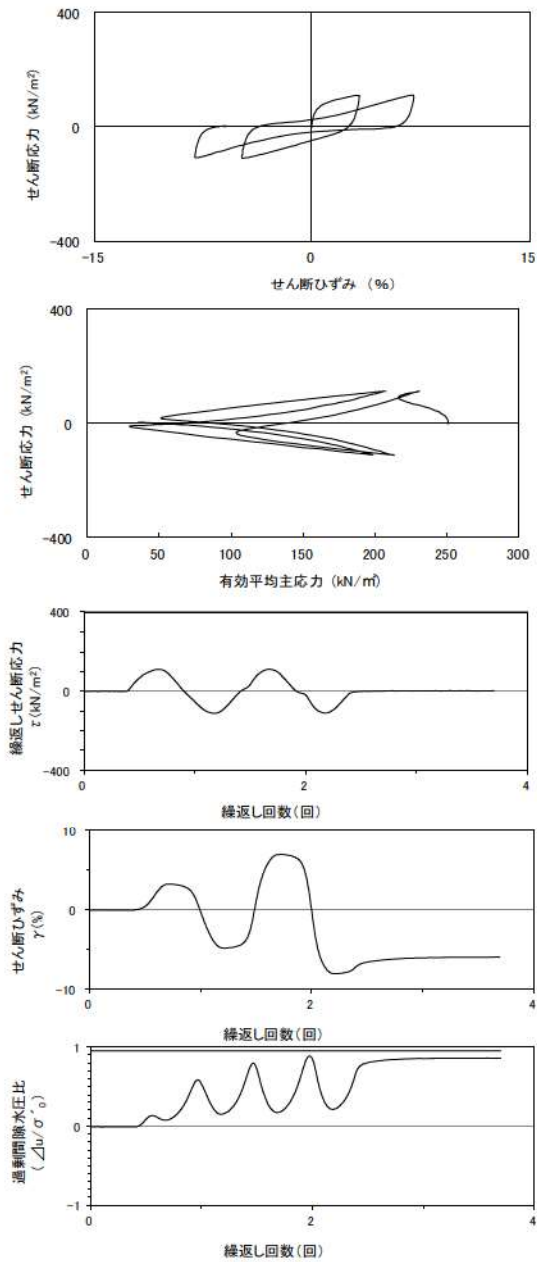 400
せん断応力 (kN/m²)
0
-400
-15
0
15
せん断ひずみ (%)
400
せん断応力 (kN/m²)
0
-400
0
50
100
150
200
250
300
有効平均主応力 (kN/㎡)
400
繰返しせん断応力
τ(kN/m²)
0
-400
0
2
4
繰返し回数(回)
10
せん断ひずみ
γ(%)
0
-10
0
2
4
繰返し回数(回)
1
過剰間隙水圧比
(⊿u/σ'₀)
0
-1
0
2
4
繰返し回数(回)